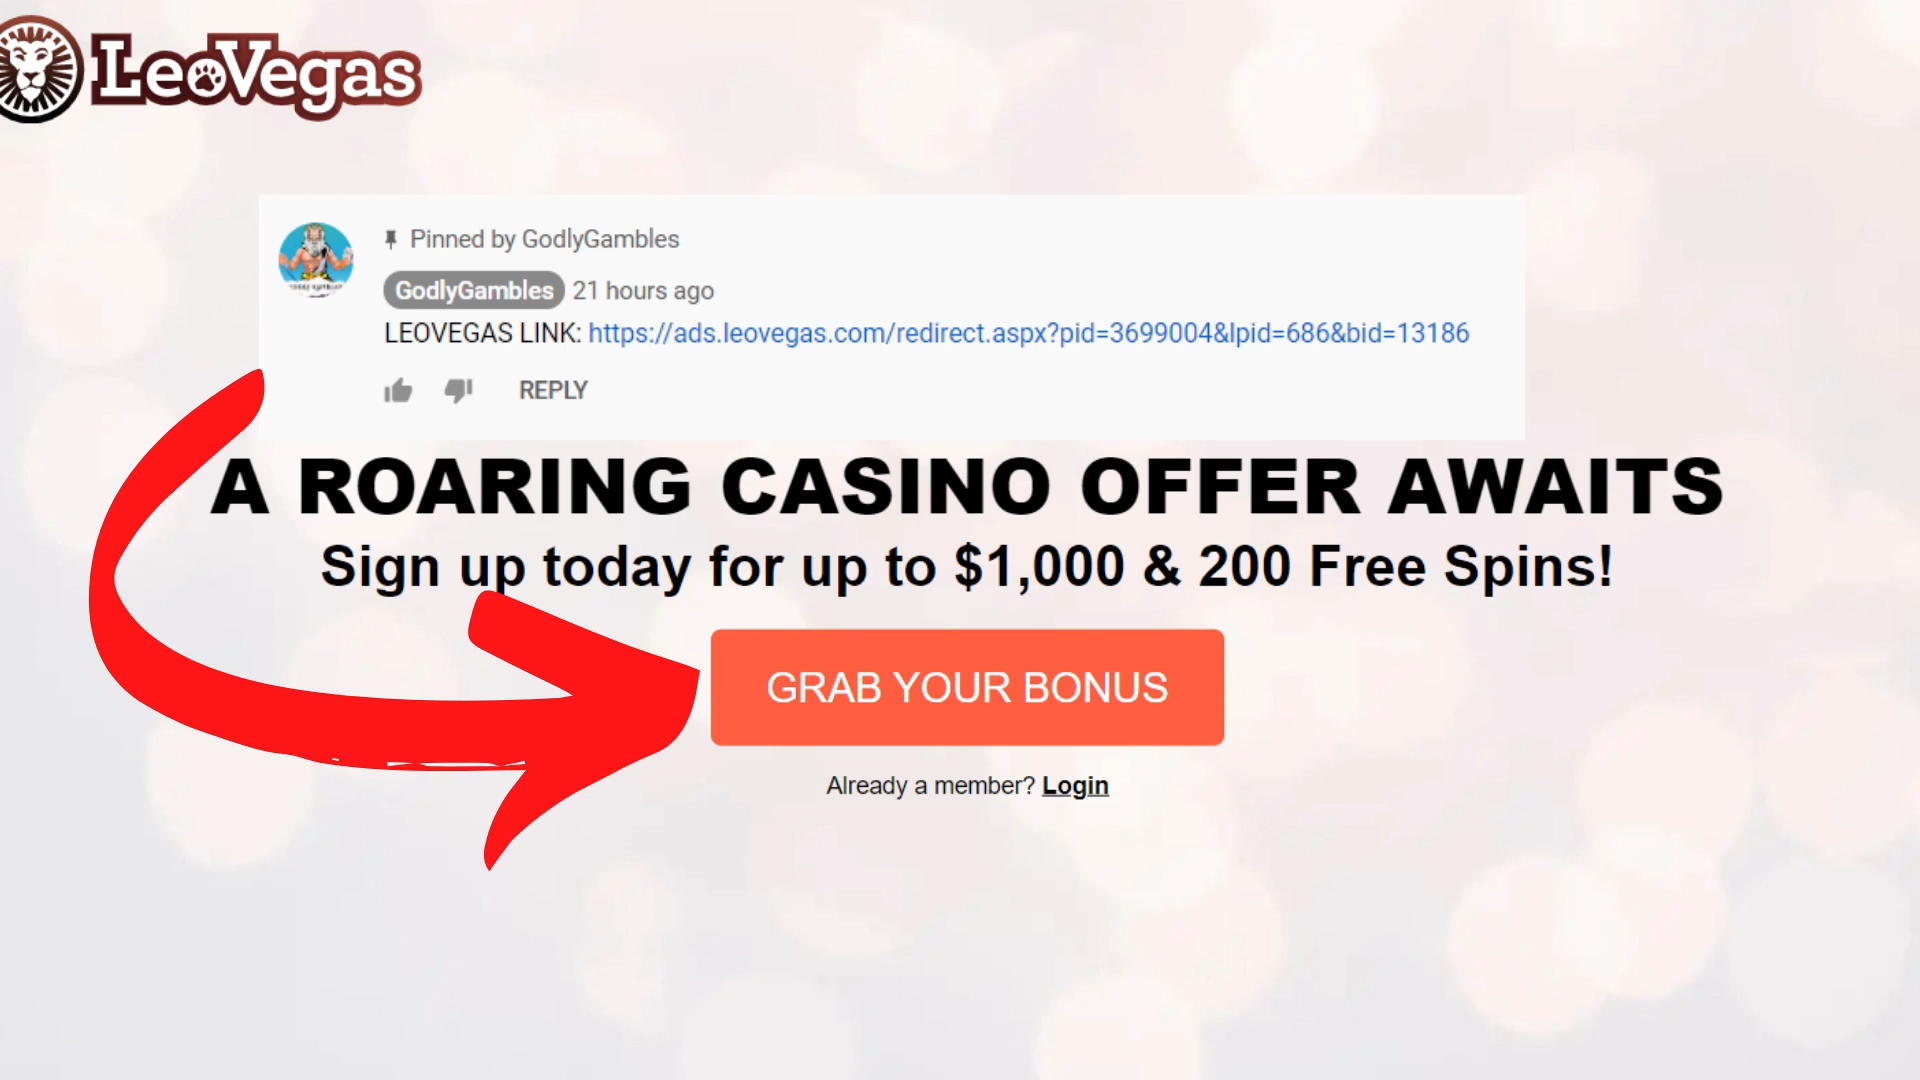 LeoVegas
Pinned by GodlyGambles
GodlyGambles 21 hours ago
LEOVEGAS LINK: https://ads.leovegas.com/redirect.aspx?pid=3699004&lpid=686&bid=13186
REPLY
A ROARING CASINO OFFER AWAITS
Sign up today for up to $1,000 & 200 Free Spins!
GRAB YOUR BONUS
Already a member? Login